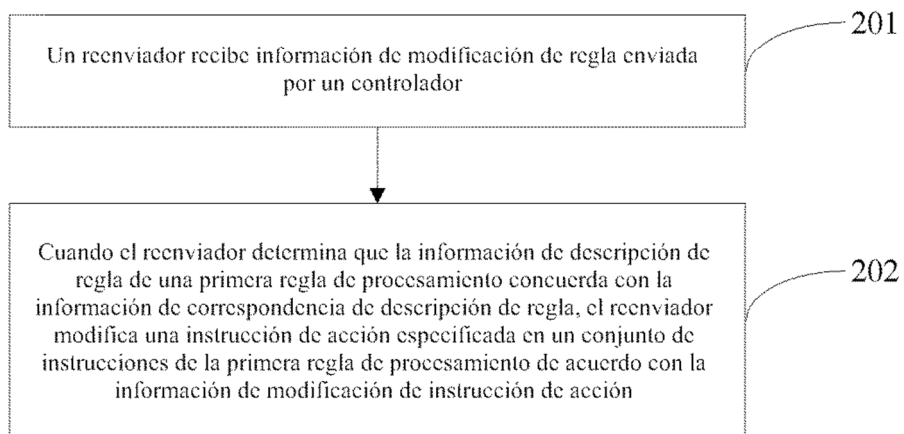 Un reenviador recibe información de modificación de regla enviada
por un controlador
201
Cuando el reenviador determina que la información de descripción de
regla de una primera regla de procesamiento concuerda con la
información de correspondencia de descripción de regla, el reenviador
modifica una instrucción de acción especificada en un conjunto de
instrucciones de la primera regla de procesamiento de acuerdo con la
información de modificación de instrucción de acción
202